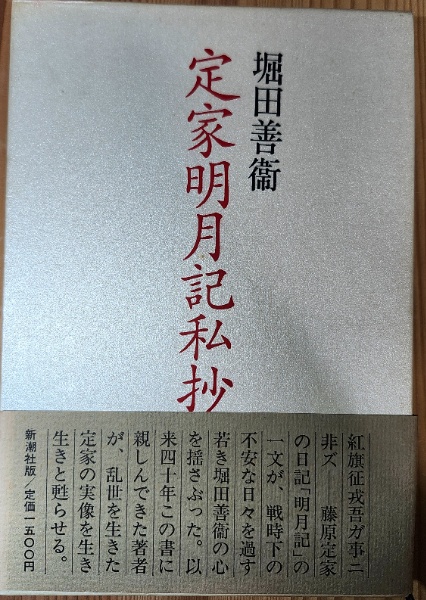 堀田善衞
定家明月記私抄
紅旗征戎吾ガ事ニ
非ズ　藤原定家
の日記「明月記」の
一文が、戦時下の
不安な日々を過す
若き堀田善衞の心
を揺さぶった。以
来四十年この書に
親しんできた著者
が、乱世を生きた
定家の実像を生き
生きと甦らせる。
新潮社版/定価一五〇〇円